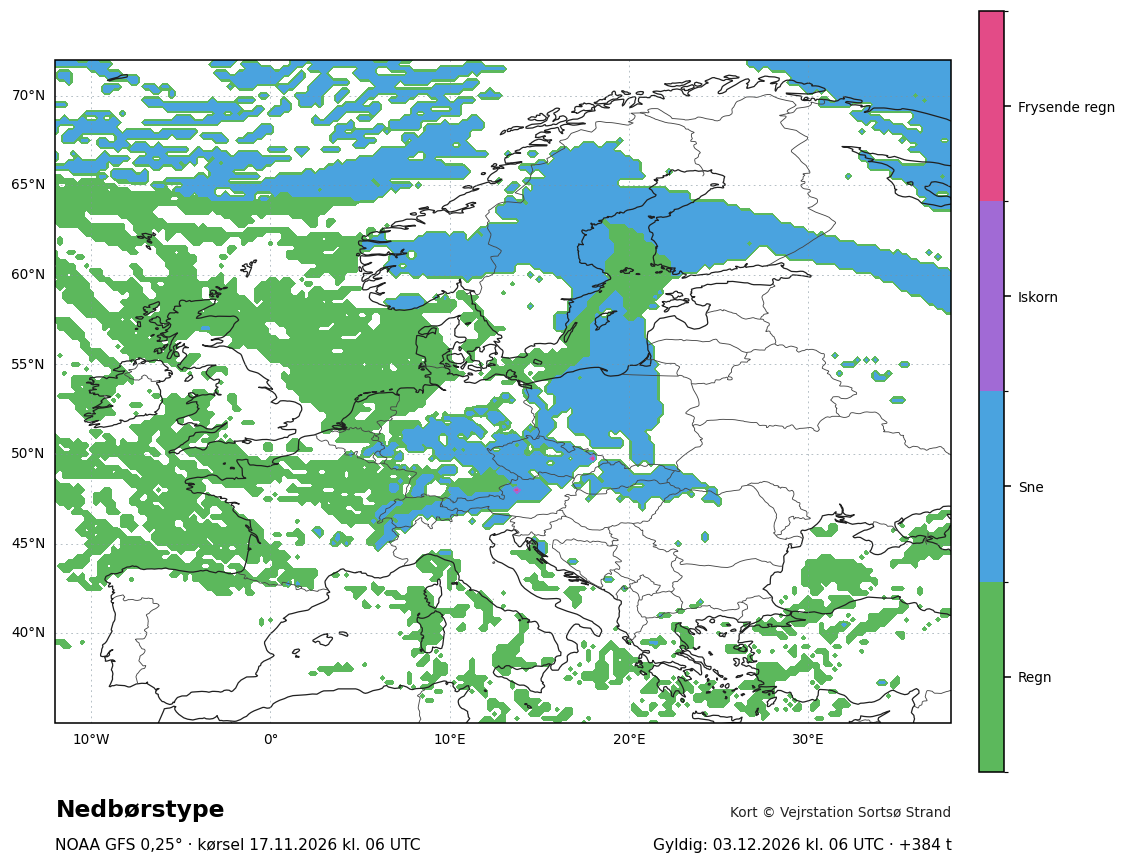 70°N
65°N
60°N
55°N
50°N
45°N
40°N
10°W
0°
10°E
20°E
30°E
Frysende regn
Iskorn
Sne
Regn
Nedbørstype
Kort © Vejrstation Sortsø Strand
NOAA GFS 0,25° · kørsel 17.11.2026 kl. 06 UTC
Gyldig: 03.12.2026 kl. 06 UTC · +384 t